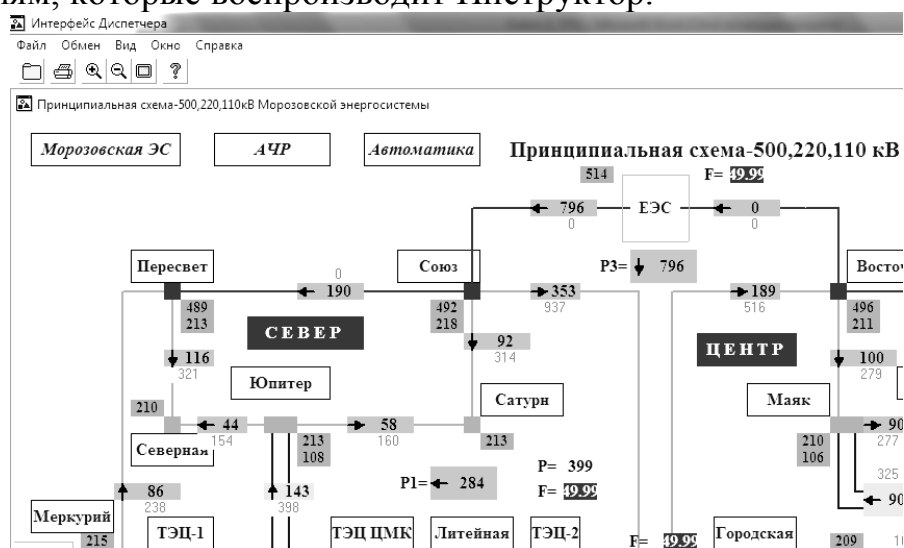 ям, которые воспроизводит Инструктор.
Интерфейс Диспетчера
Файл Обмен Вид Окно Справка
Принципиальная схема-500,220,110кВ Морозовской энергосистемы
Морозовская ЭС АЧР Автоматика Принципиальная схема-500,220,110 кВ
514 F= 49.99
796 ЕЭС 0
0 0
Пересвет 0 Союз P3= 796 Восточ
190 353 189
489 492 937 516 496
213 СЕВЕР 218 211
92 ЦЕНТР
116 314 100
321 279
Юпитер
Сатурн Маяк
210
44 58 90
Северная 154 213 160 213 210 277
108 106
P= 399
P1= 284 325
86 143 F= 49.99 90
238 398
Меркурий
215 ТЭЦ-1 ТЭЦ ЦМК Литейная ТЭЦ-2 F= 49.99 Городская 209